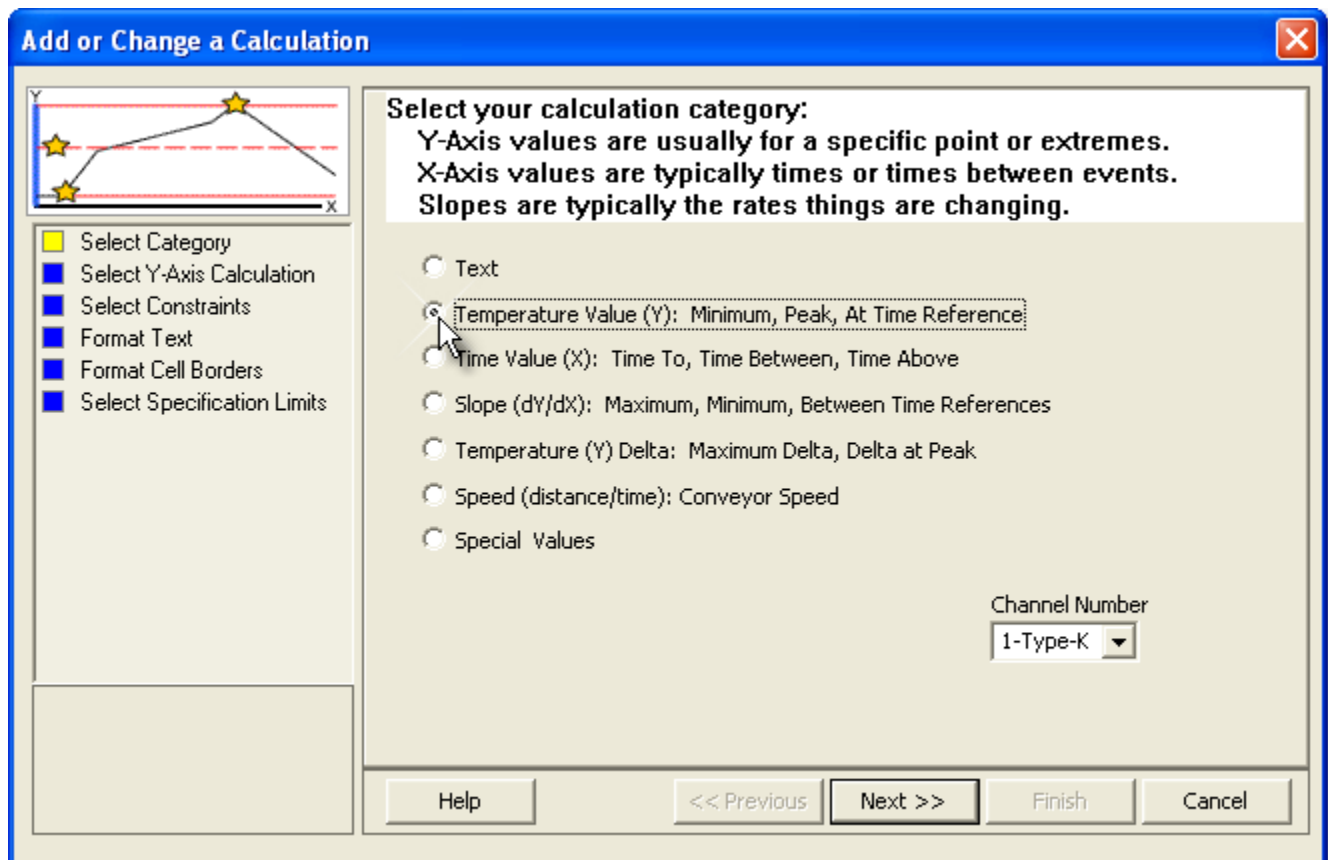 Add or Change a Calculation
Y
X
Select Category
Select Y-Axis Calculation
Select Constraints
Format Text
Format Cell Borders
Select Specification Limits
Select your calculation category:
Y-Axis values are usually for a specific point or extremes.
X-Axis values are typically times or times between events.
Slopes are typically the rates things are changing.
Text
Temperature Value (Y):  Minimum, Peak, At Time Reference
Time Value (X):  Time To, Time Between, Time Above
Slope (dY/dX):  Maximum, Minimum, Between Time References
Temperature (Y) Delta:  Maximum Delta, Delta at Peak
Speed (distance/time): Conveyor Speed
Special  Values
Channel Number
1-Type-K
Help
<< Previous
Next >>
Finish
Cancel